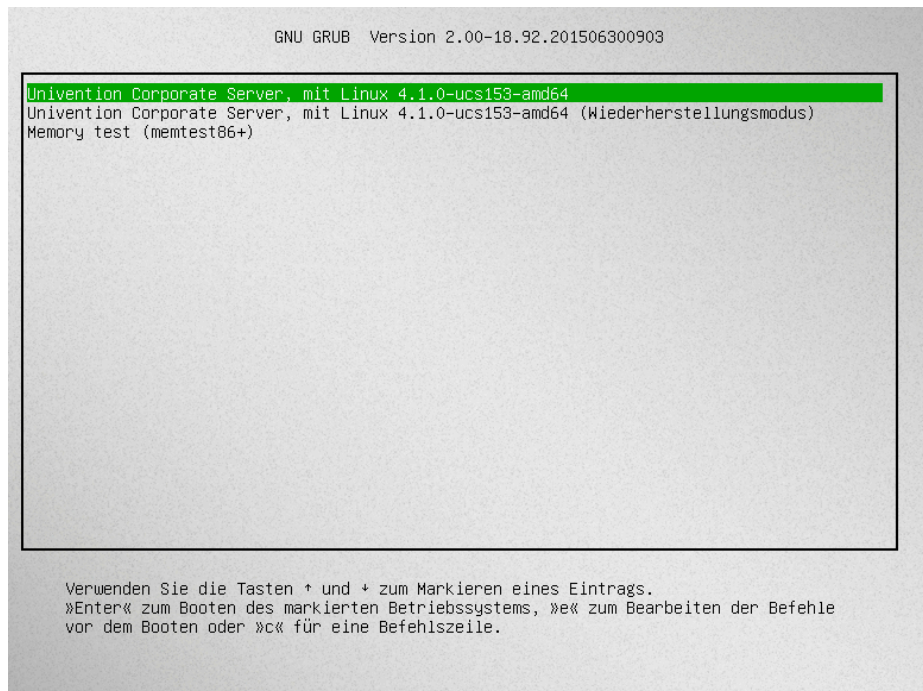 GNU GRUB  Version 2.00-18.92.201506300903
Univention Corporate Server, mit Linux 4.1.0-ucs153-amd64
Univention Corporate Server, mit Linux 4.1.0-ucs153-amd64 (Wiederherstellungsmodus)
Memory test (memtest86+)
Verwenden Sie die Tasten ↑ und ↓ zum Markieren eines Eintrags.
»Enter« zum Booten des markierten Betriebssystems, »e« zum Bearbeiten der Befehle
vor dem Booten oder »c« für eine Befehlszeile.